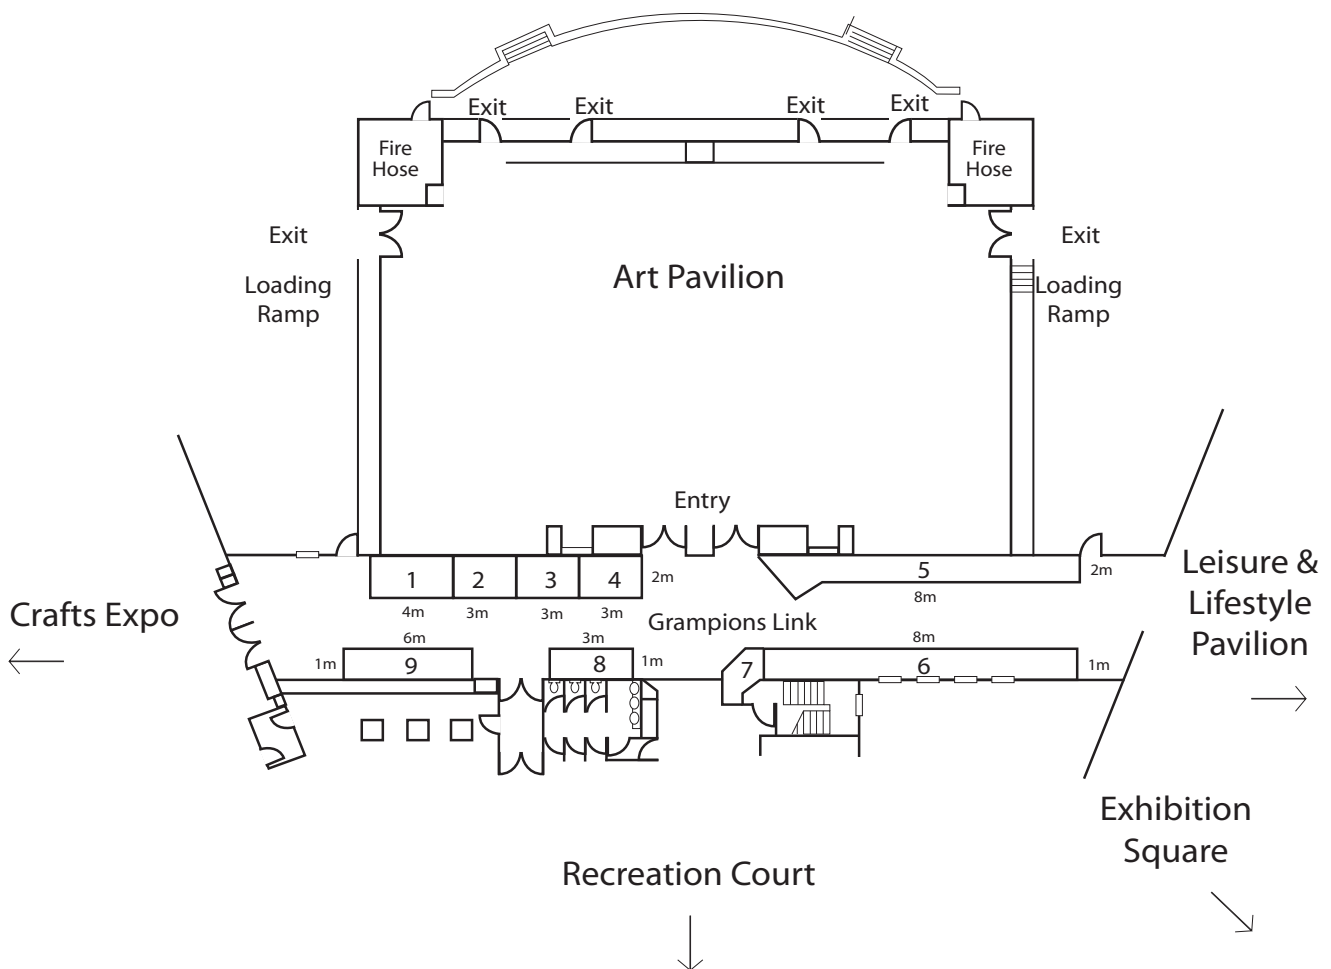 Exit
Exit
Exit
Exit
Fire
Hose
Fire
Hose
Exit
Exit
Art Pavilion
Loading
Ramp
Loading
Ramp
Entry
1
2
3
4
2m
5
2m
4m
3m
3m
3m
8m
Leisure &
Lifestyle
Pavilion
Crafts Expo
Grampions Link
6m
3m
8m
1m
9
8
1m
7
6
1m
Exhibition
Square
Recreation Court